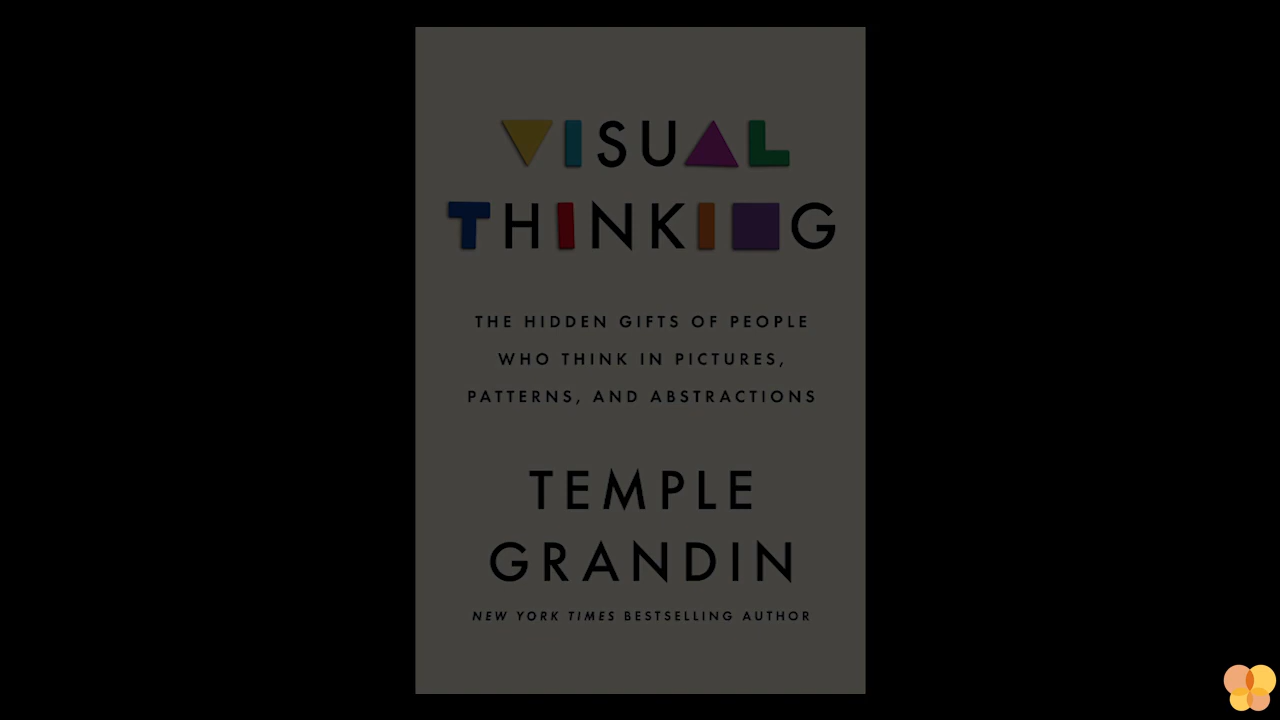 VISUAL
THINKING
THE HIDDEN GIFTS OF PEOPLE
WHO THINK IN PICTURES,
PATTERNS, AND ABSTRACTIONS
TEMPLE
GRANDIN
NEW YORK TIMES BESTSELLING AUTHOR